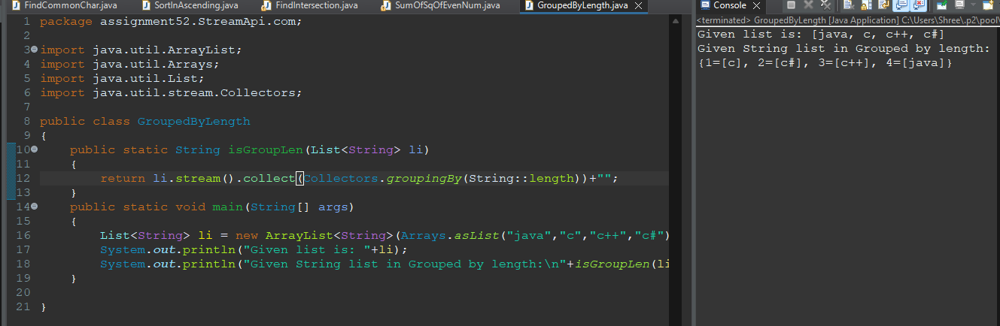 FindCommonChar.java SortInAscending.java FindIntersection.java SumOfSqOfEvenNum.java GroupedByLength.java
1 package assignment52.StreamApi.com;
2
3 import java.util.ArrayList;
4 import java.util.Arrays;
5 import java.util.List;
6 import java.util.stream.Collectors;
7
8 public class GroupedByLength
9 {
10 public static String isGroupLen(List<String> li)
11 {
12 return li.stream().collect(Collectors.groupingBy(String::length))+"";
13 }
14 public static void main(String[] args)
15 {
16 List<String> li = new ArrayList<String>(Arrays.asList("java","c","c++","c#")
17 System.out.println("Given list is: "+li);
18 System.out.println("Given String list in Grouped by length:\n"+isGroupLen(li
19 }
20
21 }
Console
<terminated> GroupedByLength [Java Application] C:\Users\Shree\.p2\pool\
Given list is: [java, c, c++, c#]
Given String list in Grouped by length:
{1=[c], 2=[c#], 3=[c++], 4=[java]}